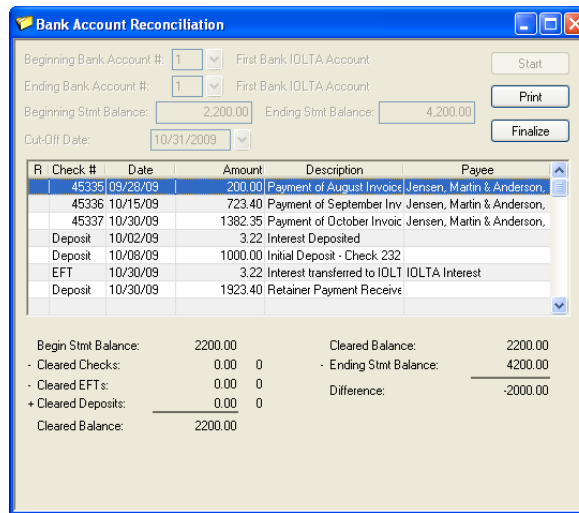 Bank Account Reconciliation
Beginning Bank Account #: 1 First Bank IOLTA Account
Start
Ending Bank Account #: 1 First Bank IOLTA Account
Print
Beginning Stmt Balance: 2,200.00 Ending Stmt Balance: 4,200.00
Finalize
Cut-Off Date: 10/31/2009
R Check # Date Amount Description Payee
45335 09/28/09 200.00 Payment of August Invoice Jensen, Martin & Anderson,
45336 10/15/09 723.40 Payment of September Inv Jensen, Martin & Anderson,
45337 10/30/09 1382.35 Payment of October Invoic Jensen, Martin & Anderson,
Deposit 10/02/09 3.22 Interest Deposited
Deposit 10/08/09 1000.00 Initial Deposit - Check 232
EFT 10/30/09 3.22 Interest transferred to IOLT IOLTA Interest
Deposit 10/30/09 1923.40 Retainer Payment Receive
Begin Stmt Balance: 2200.00 Cleared Balance: 2200.00
- Cleared Checks: 0.00 0 - Ending Stmt Balance: 4200.00
- Cleared EFTs: 0.00 0 Difference: -2000.00
+ Cleared Deposits: 0.00 0
Cleared Balance: 2200.00